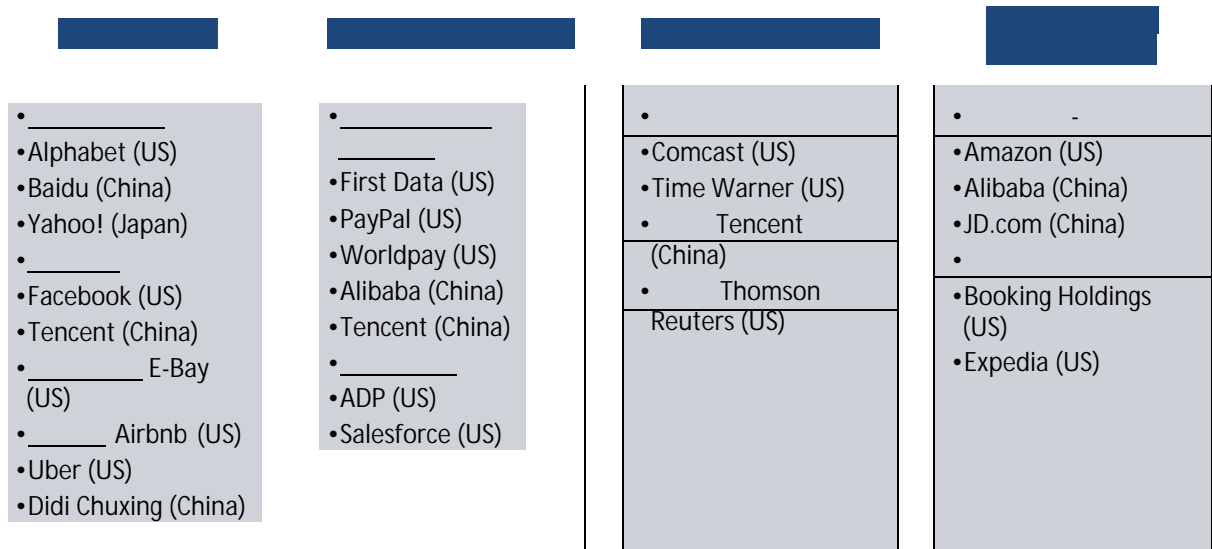 •
•Alphabet (US)
•Baidu (China)
•Yahoo! (Japan)
•
•Facebook (US)
•Tencent (China)
• E-Bay
(US)
• Airbnb (US)
•Uber (US)
•Didi Chuxing (China)
•
•First Data (US)
•PayPal (US)
•Worldpay (US)
•Alibaba (China)
•Tencent (China)
•
•ADP (US)
•Salesforce (US)
•
•Comcast (US)
•Time Warner (US)
• Tencent
(China)
• Thomson
Reuters (US)
• -
•Amazon (US)
•Alibaba (China)
•JD.com (China)
•
•Booking Holdings
(US)
•Expedia (US)